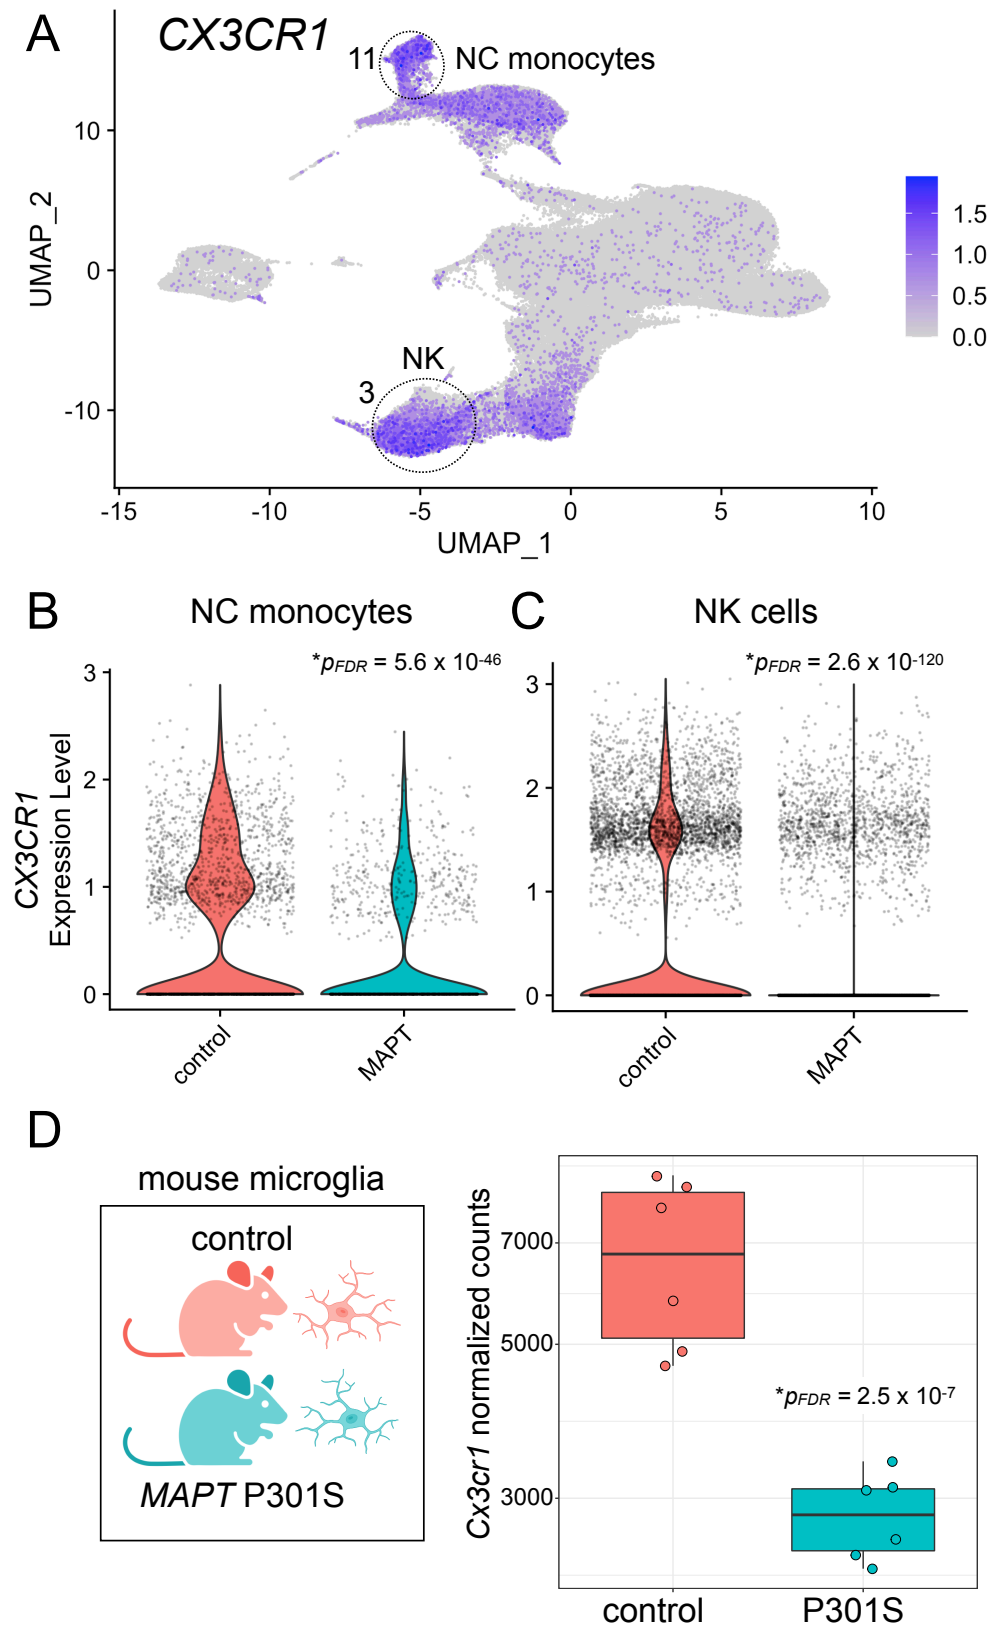 A
CX3CR1
11
NC monocytes
NK
3
UMAP_2
10
0
-10
-15
-10
-5
0
5
10
UMAP_1
1.5
1.0
0.5
0.0
B
NC monocytes
*pFDR = 5.6 x 10-46
CX3CR1
Expression Level
3
2
1
0
control
MAPT
C
NK cells
*pFDR = 2.6 x 10-120
3
2
1
0
control
MAPT
D
mouse microglia
control
MAPT P301S
Cx3cr1 normalized counts
7000
5000
3000
*pFDR = 2.5 x 10-7
control
P301S